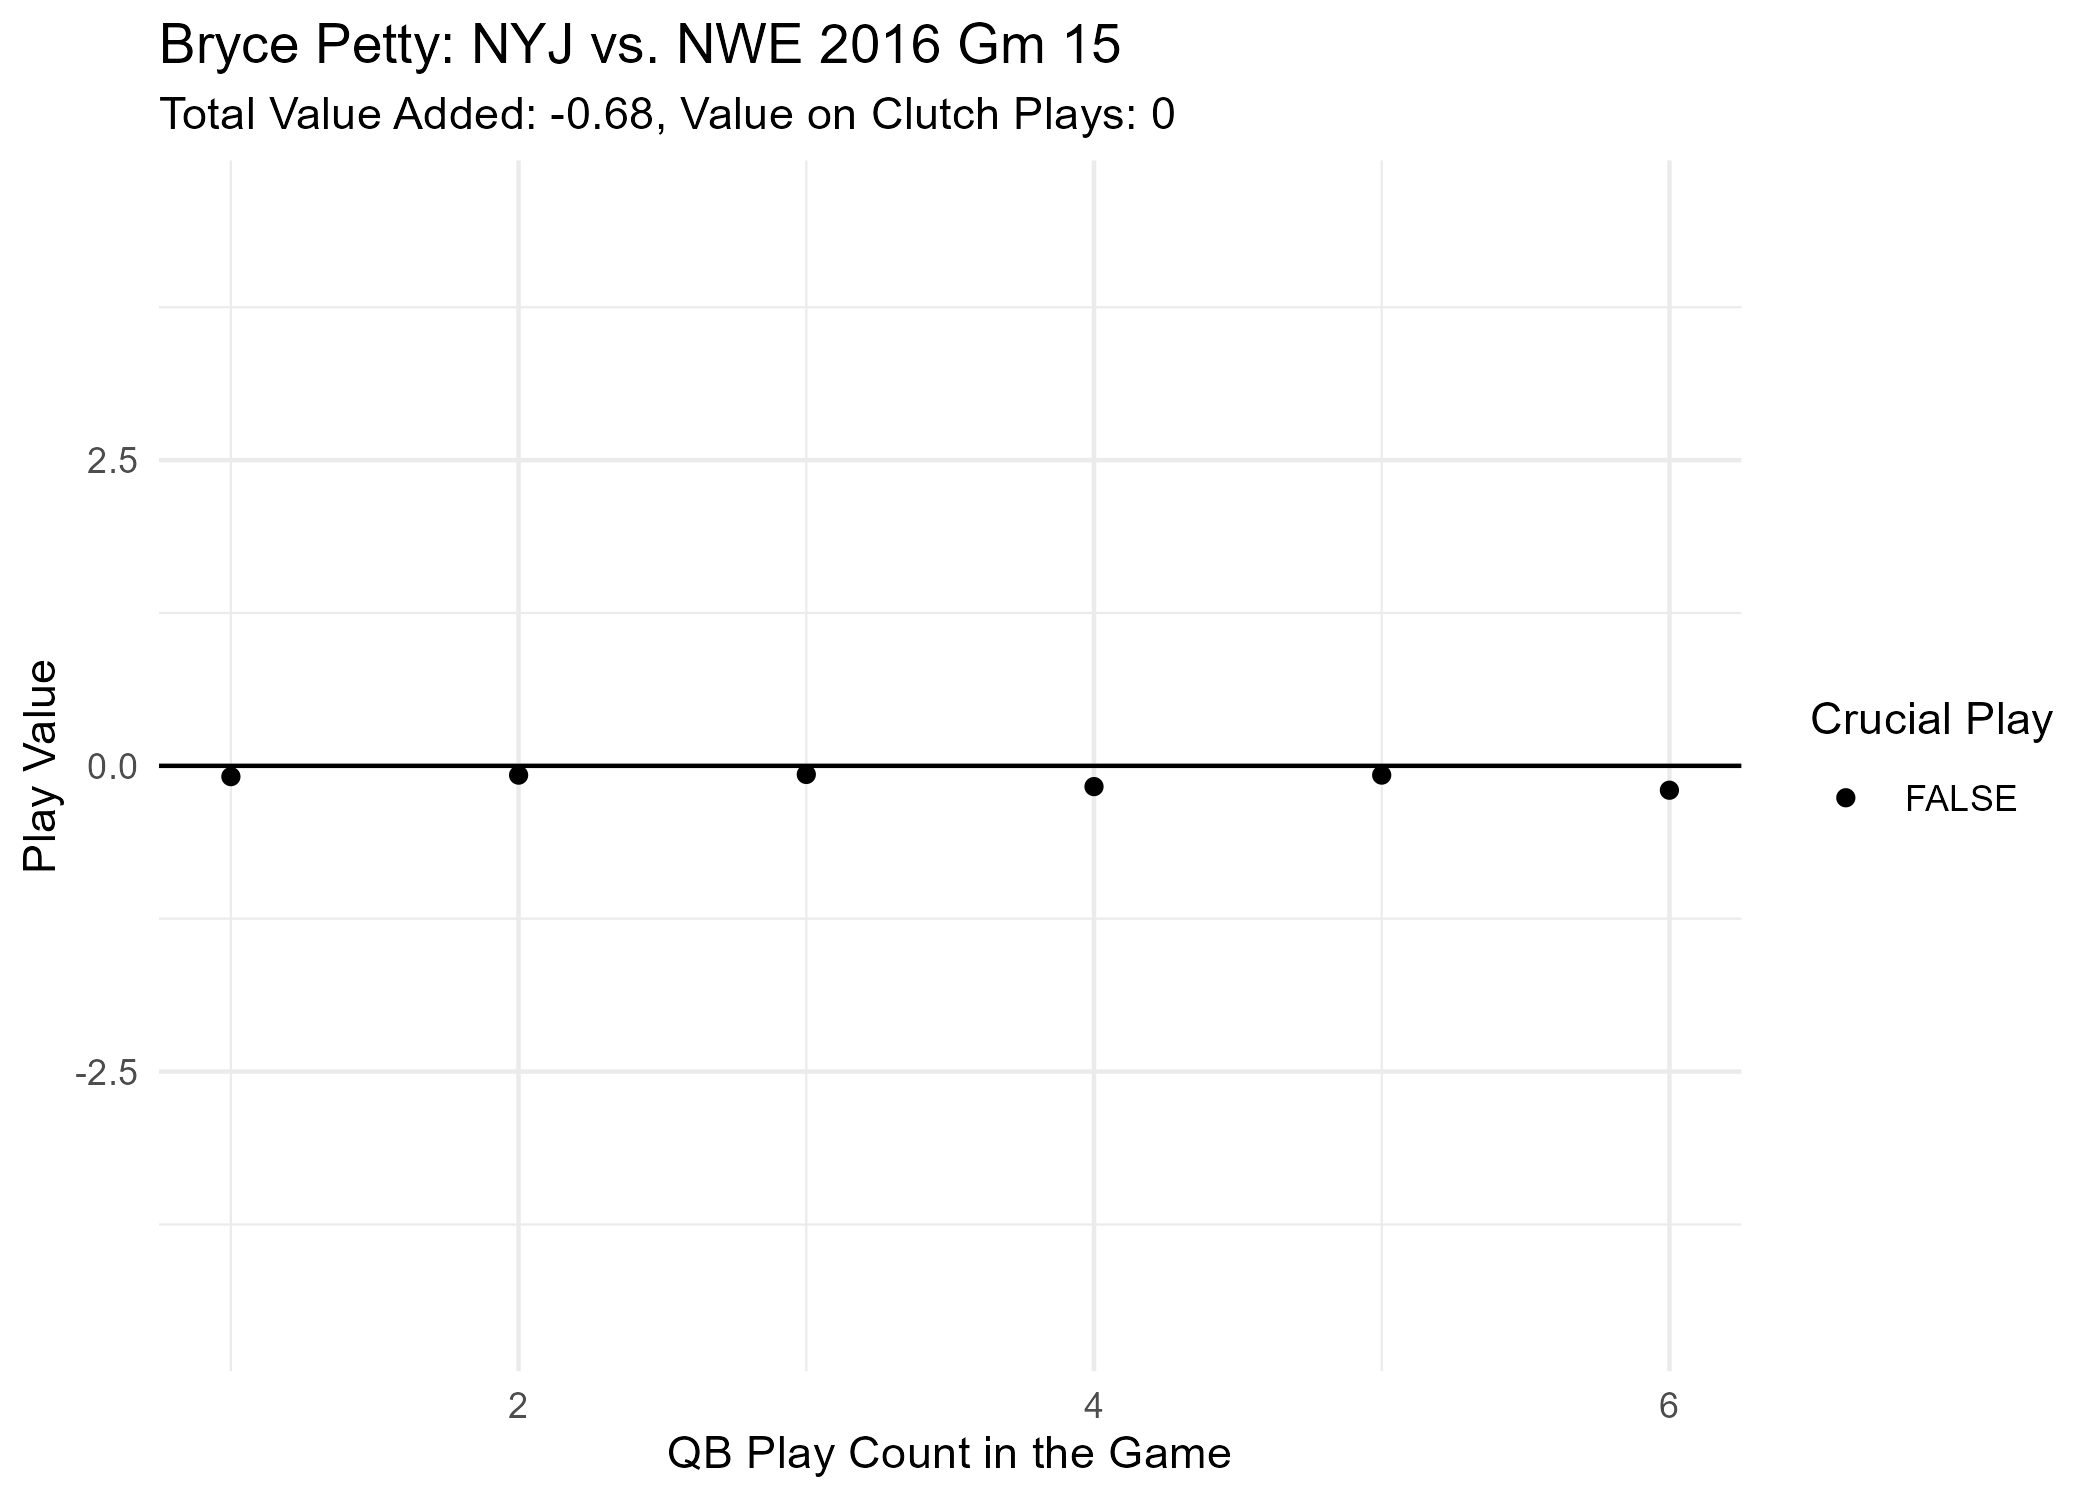 Bryce Petty: NYJ vs. NWE 2016 Gm 15
Total Value Added: -0.68, Value on Clutch Plays: 0
Play Value
2.5
0.0
-2.5
2
4
6
QB Play Count in the Game
Crucial Play
FALSE